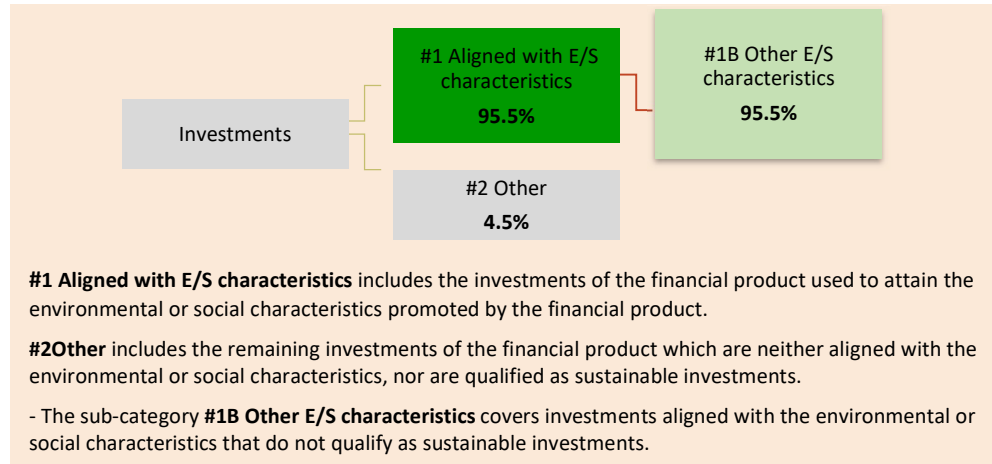 #1 Aligned with E/S
characteristics
95.5%
#1B Other E/S
characteristics
95.5%
Investments
#2 Other
4.5%
#1 Aligned with E/S characteristics includes the investments of the financial product used to attain the
environmental or social characteristics promoted by the financial product.
#2Other includes the remaining investments of the financial product which are neither aligned with the
environmental or social characteristics, nor are qualified as sustainable investments.
- The sub-category #1B Other E/S characteristics covers investments aligned with the environmental or
social characteristics that do not qualify as sustainable investments.